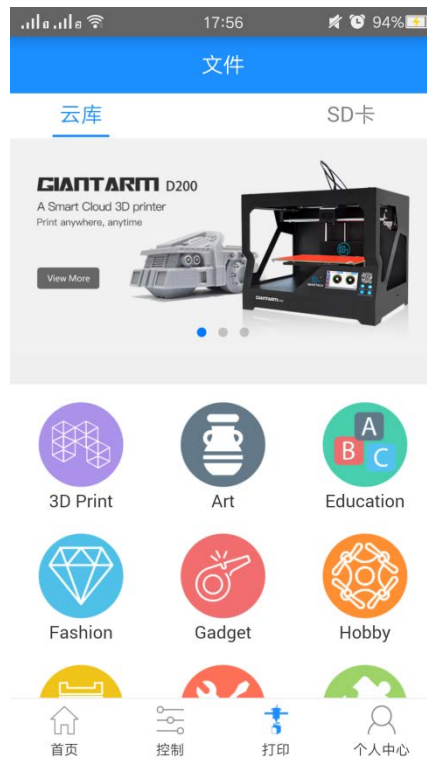 17:56
94%
文件
云库
SD卡
GIANTARM D200
A Smart Cloud 3D printer
Print anywhere, anytime
View More
3D Print
Art
Education
A
B
C
Fashion
Gadget
Hobby
首页
控制
打印
个人中心